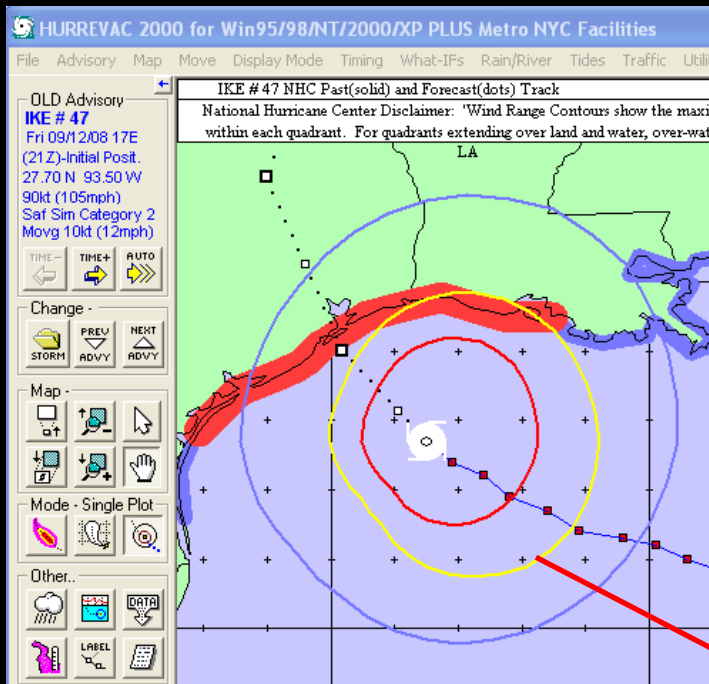 HURREVAC 2000 for Win95/98/NT/2000/XP PLUS Metro NYC Facilities
File Advisory Map Move Display Mode Timing What-IFs Rain/River Tides Traffic Utili
IKE # 47 NHC Past(solid) and Forecast(dots) Track
National Hurricane Center Disclaimer: 'Wind Range Contours show the maxi
within each quadrant. For quadrants extending over land and water, over-wat
LA
OLD Advisory
IKE # 47
Fri 09/12/08 17E
(21Z)-Initial Posit.
27.70 N 93.50 W
90kt (105mph)
Saf Sim Category 2
Movg 10kt (12mph)
TIME- TIME+ AUTO
Change -
STORM PREV ADVY NEXT ADVY
Map -
Mode - Single Plot
Other..
DATA
LABEL